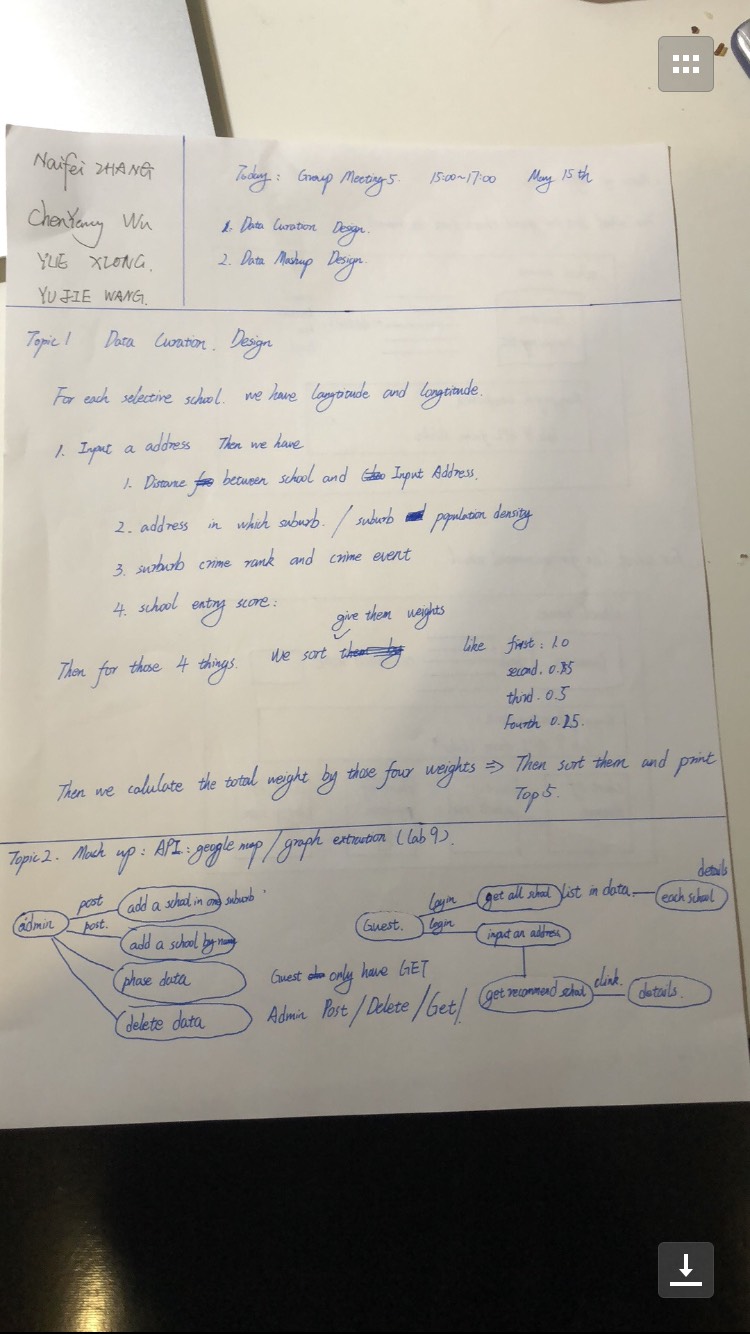 Naifei ZHANG
ChenYang Wu
YUE XIONG.
YUJIE WANG.
Today: Group Meeting 5. 15:00~17:00 May 15th
1. Data Curation Design.
2. Data Mashup Design.
Topic 1 Data Curation. Design
For each selective school. we have langtitude and longtitude.
1. Input a address Then we have
1. Distance between school and Input Address.
2. address in which suburb. / suburb population density
3. surburb crime rank and crime event
4. school entry score:
give them weights
Then for those 4 things. We sort like first: 1.0
second. 0.85
third. 0.5
Fourth 0.25.
Then we calulate the total weight by those four weights => Then sort them and print
Top 5.
Topic 2. Mash up: API: geogle map / graph extraction (lab 9).
admin
post add a school in one suburb
post. add a school by name
phase data
delete data
Guest only have GET
Admin Post / Delete / Get /
Guest.
login get all school list in data. details each school
login input an address
get recommend school clink. details.